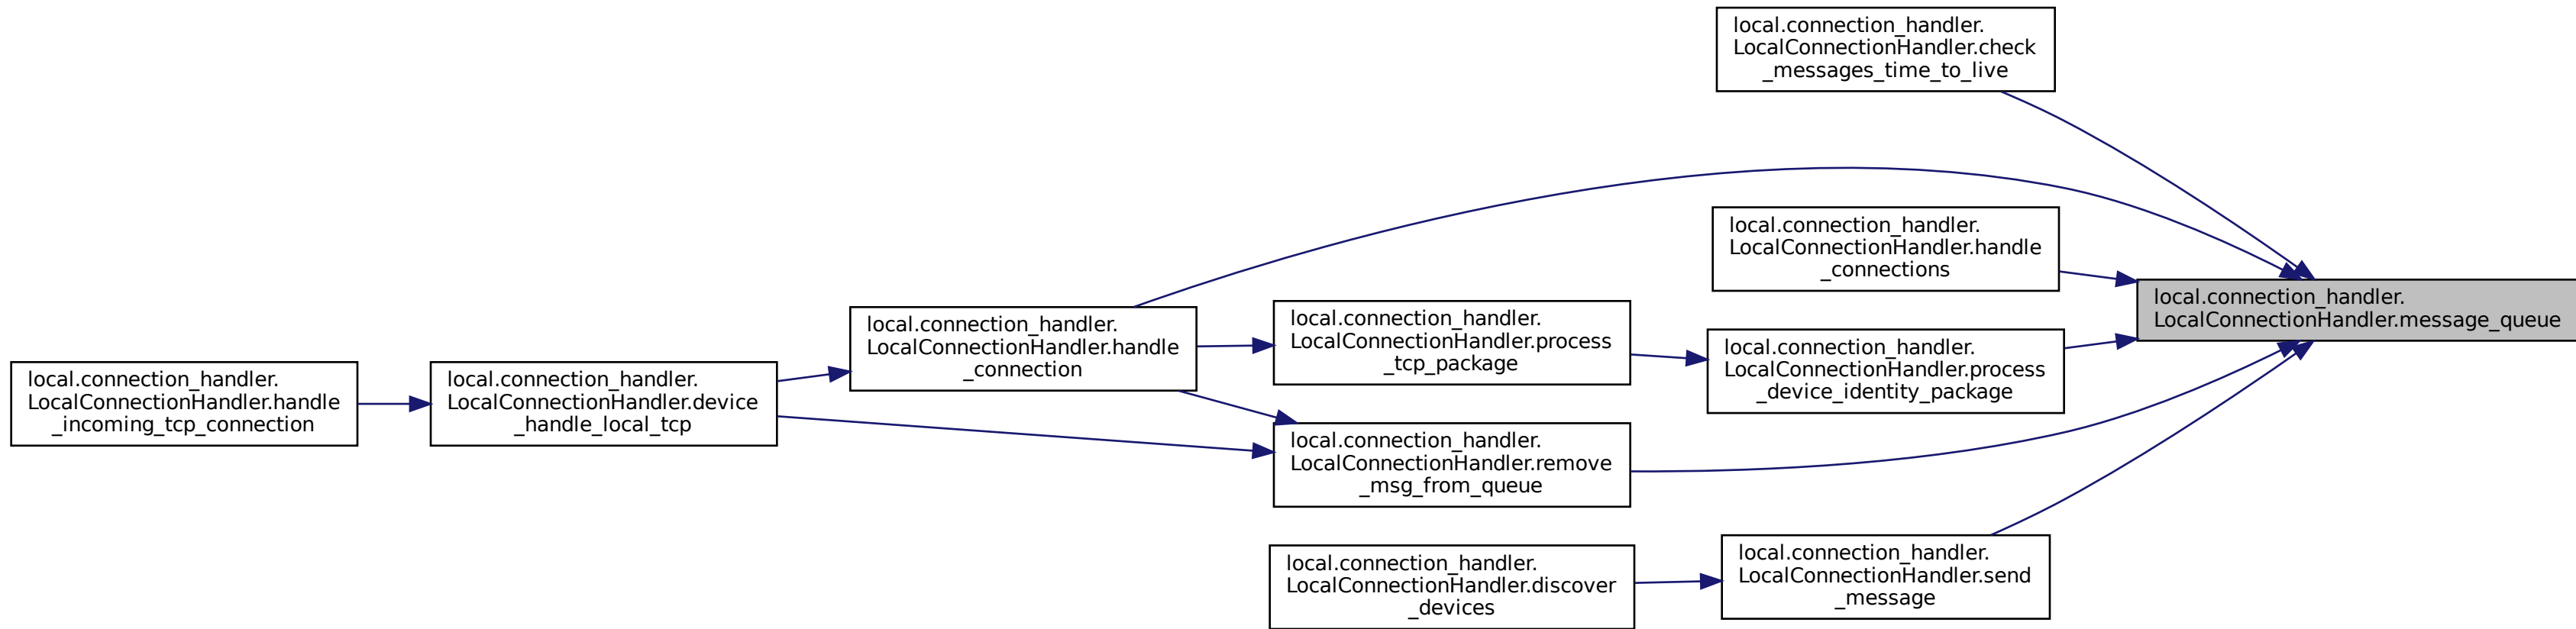 local.connection_handler.
LocalConnectionHandler.check
_messages_time_to_live
local.connection_handler.
LocalConnectionHandler.handle
_connections
local.connection_handler.
LocalConnectionHandler.message_queue
local.connection_handler.
LocalConnectionHandler.handle
_connection
local.connection_handler.
LocalConnectionHandler.process
_tcp_package
local.connection_handler.
LocalConnectionHandler.process
_device_identity_package
local.connection_handler.
LocalConnectionHandler.handle
_incoming_tcp_connection
local.connection_handler.
LocalConnectionHandler.device
_handle_local_tcp
local.connection_handler.
LocalConnectionHandler.remove
_msg_from_queue
local.connection_handler.
LocalConnectionHandler.discover
_devices
local.connection_handler.
LocalConnectionHandler.send
_message